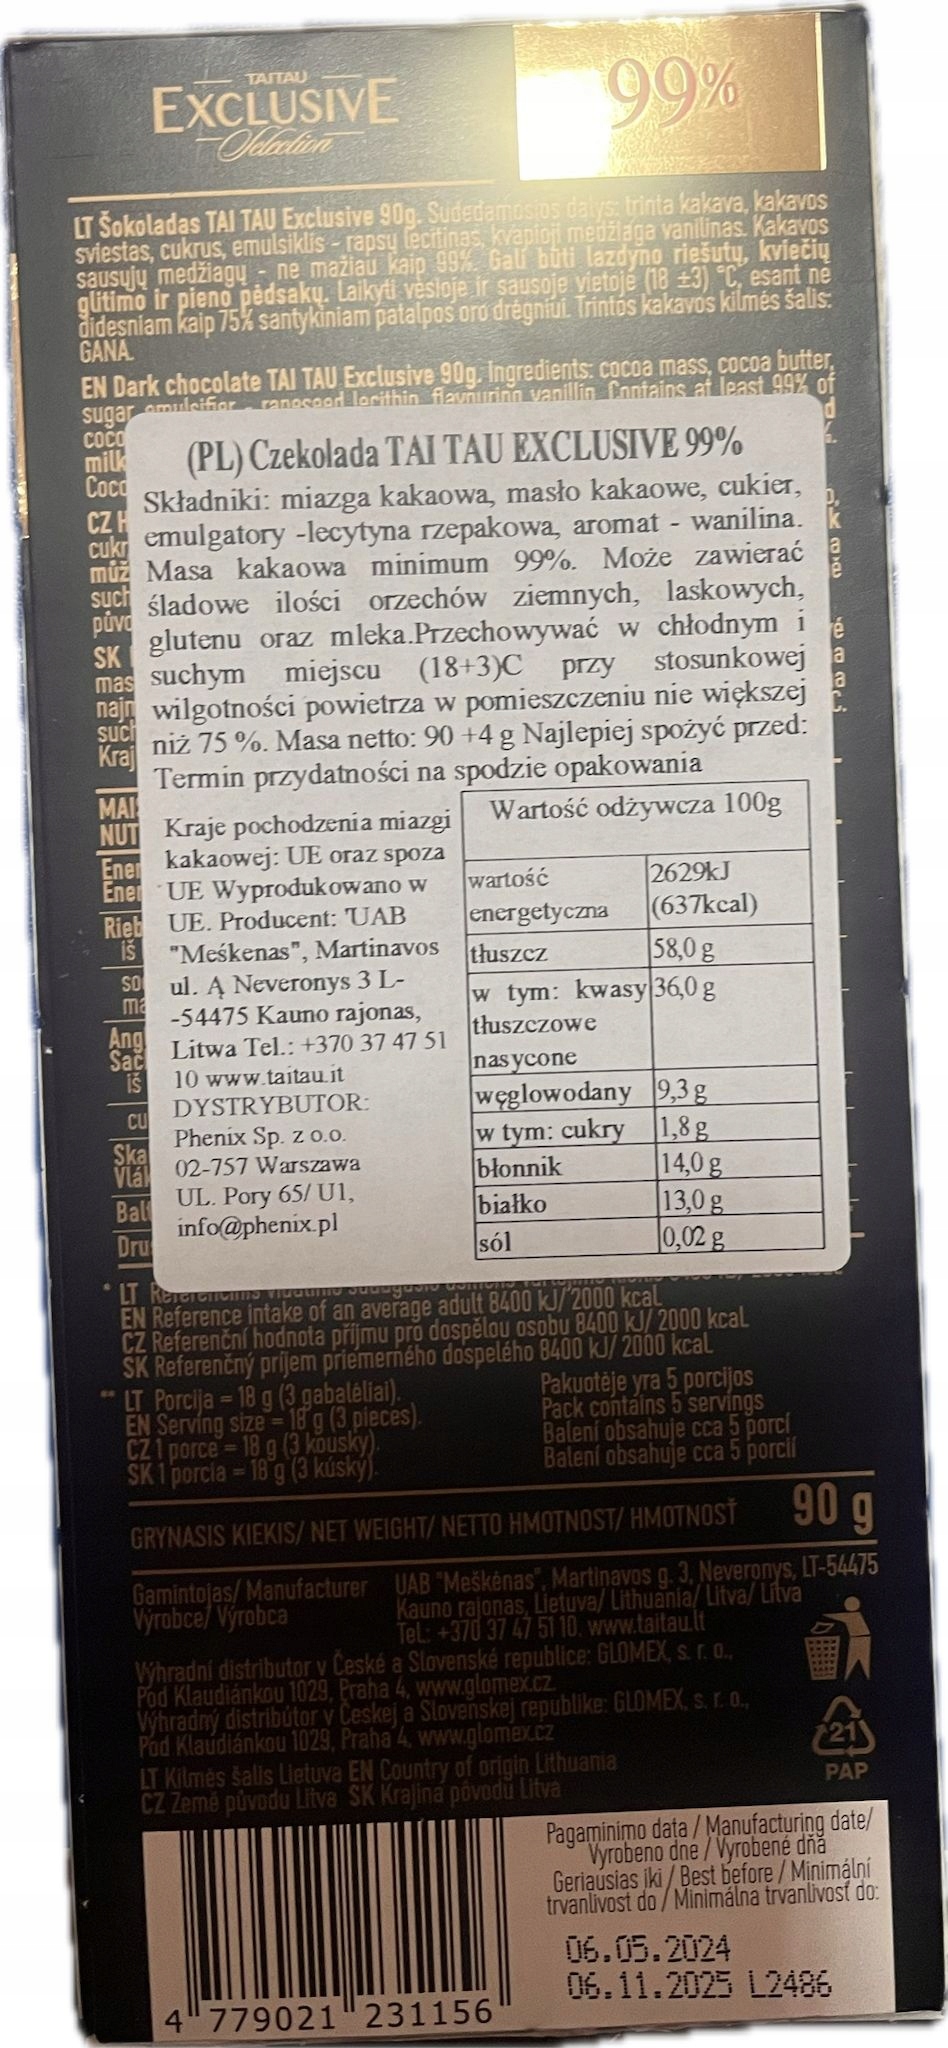 TAITAU
EXCLUSIVE
Selection
99%
LT Šokoladas TAI TAU Exclusive 90g. Sudedamosios dalys: trinta kakava, kakavos
sviestas, cukrus, emulsiklis - rapsų lecitinas, kvapioji medžiaga vanilinas. Kakavos
sausųjų medžiagų - ne mažiau kaip 99%. Gali būti lazdyno riešutų, kviečių
glitimo ir pieno pėdsakų. Laikyti vėsioje ir sausoje vietoje (18 ±3) °C, esant ne
didesniam kaip 75% santykiniam patalpos oro drėgniui. Trintos kakavos kilmės šalis:
GANA.
EN Dark chocolate TAI TAU Exclusive 90g. Ingredients: cocoa mass, cocoa butter,
sugar, emulsifier - rapeseed lecithin, flavouring vanillin. Contains at least 99% of
(PL) Czekolada TAI TAU EXCLUSIVE 99%
Składniki: miazga kakaowa, masło kakaowe, cukier,
emulgatory -lecytyna rzepakowa, aromat - wanilina.
Masa kakaowa minimum 99%. Może zawierać
śladowe ilości orzechów ziemnych, laskowych,
glutenu oraz mleka.Przechowywać w chłodnym i
suchym miejscu (18+3)C przy stosunkowej
wilgotności powietrza w pomieszczeniu nie większej
niż 75 %. Masa netto: 90 +4 g Najlepiej spożyć przed:
Termin przydatności na spodzie opakowania
Kraje pochodzenia miazgi
kakaowej: UE oraz spoza
UE Wyprodukowano w
UE. Producent: UAB
"Meśkenas", Martinavos
ul. Ą Neveronys 3 L-
-54475 Kauno rajonas,
Litwa Tel.: +370 37 47 51
10 www.taitau.it
DYSTRYBUTOR:
Phenix Sp. z o.o.
02-757 Warszawa
UL. Pory 65/ U1,
info@phenix.pl
Wartość odżywcza 100g
wartość energetyczna 2629kJ (637kcal)
tłuszcz 58,0 g
w tym: kwasy tłuszczowe nasycone 36,0 g
węglowodany 9,3 g
w tym: cukry 1,8 g
błonnik 14,0 g
białko 13,0 g
sól 0,02 g
EN Reference intake of an average adult 8400 kJ/ 2000 kcal.
CZ Referenční hodnota příjmu pro dospělou osobu 8400 kJ/ 2000 kcal.
SK Referenčný príjem priemerného dospelého 8400 kJ/ 2000 kcal.
** LT Porcija = 18 g (3 gabalėliai).
EN Serving size = 18 g (3 pieces).
CZ 1 porce = 18 g (3 kousky).
SK 1 porcia = 18 g (3 kúsky).
Pakuotėje yra 5 porcijos
Pack contains 5 servings
Balení obsahuje cca 5 porcí
Balení obsahuje cca 5 porcií
GRYNASIS KIEKIS/ NET WEIGHT/ NETTO HMOTNOST/ HMOTNOSŤ 90 g
Gamintojas/ Manufacturer
Výrobce/ Výrobca
UAB "Meškėnas", Martinavos g. 3, Neveronys, LT-54475
Kauno rajonas, Lietuva/ Lithuania/ Litva/ Litva
Tel.: +370 37 47 51 10. www.taitau.lt
Výhradní distributor v České a Slovenské republice: GLOMEX, s. r. o.,
Pod Klaudiánkou 1029, Praha 4, www.glomex.cz.
Výhradný distribútor v Českej a Slovenskej republike: GLOMEX, s. r. o.,
Pod Klaudiánkou 1029, Praha 4, www.glomex.cz
LT Kilmės šalis Lietuva EN Country of origin Lithuania
CZ Země původu Litva SK Krajina pôvodu Litva
21
PAP
Pagaminimo data / Manufacturing date/
Vyrobeno dne / Vyrobené dňa
Geriausias iki / Best before / Minimální
trvanlivost do / Minimálna trvanlivosť do:
06.05.2024
06.11.2025 L2486
4 779021 231156